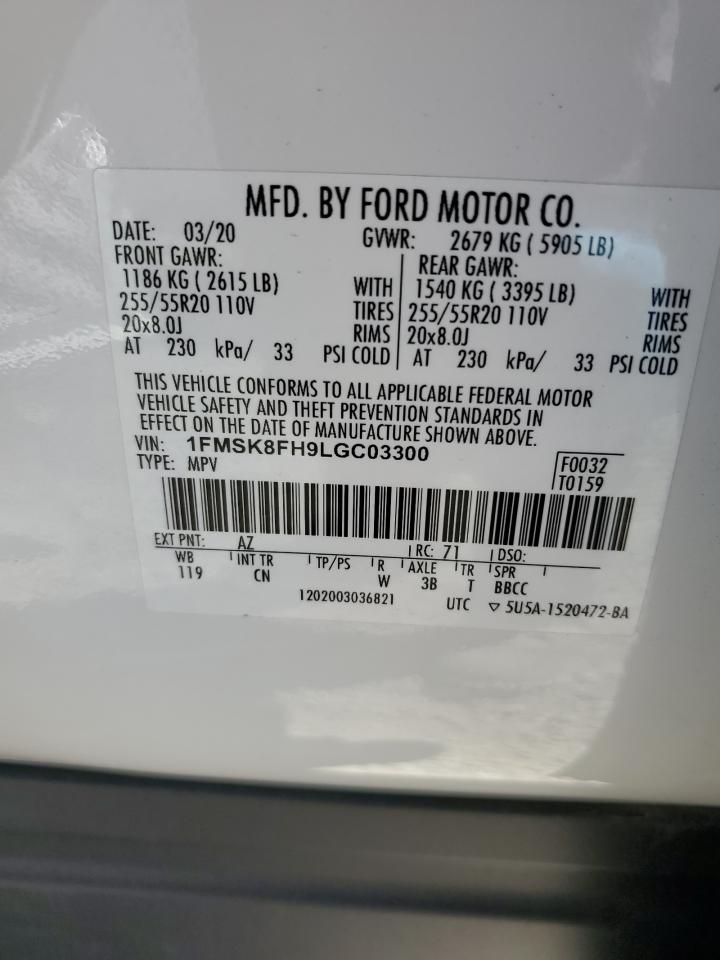 MFD. BY FORD MOTOR CO.
DATE: 03/20 GVWR: 2679 KG ( 5905 LB)
FRONT GAWR: REAR GAWR:
1186 KG ( 2615 LB) WITH 1540 KG ( 3395 LB) WITH
255/55R20 110V TIRES 255/55R20 110V TIRES
20x8.0J RIMS 20x8.0J RIMS
AT 230 kPa/ 33 PSI COLD AT 230 kPa/ 33 PSI COLD
THIS VEHICLE CONFORMS TO ALL APPLICABLE FEDERAL MOTOR
VEHICLE SAFETY AND THEFT PREVENTION STANDARDS IN
EFFECT ON THE DATE OF MANUFACTURE SHOWN ABOVE.
VIN: 1FMSK8FH9LGC03300
TYPE: MPV F0032
T0159
EXT PNT: AZ RC: 71 DSO:
WB INT TR TP/PS R AXLE TR SPR
119 CN W 3B T BBCC
1202003036821 UTC ▽ 5U5A-1520472-BA